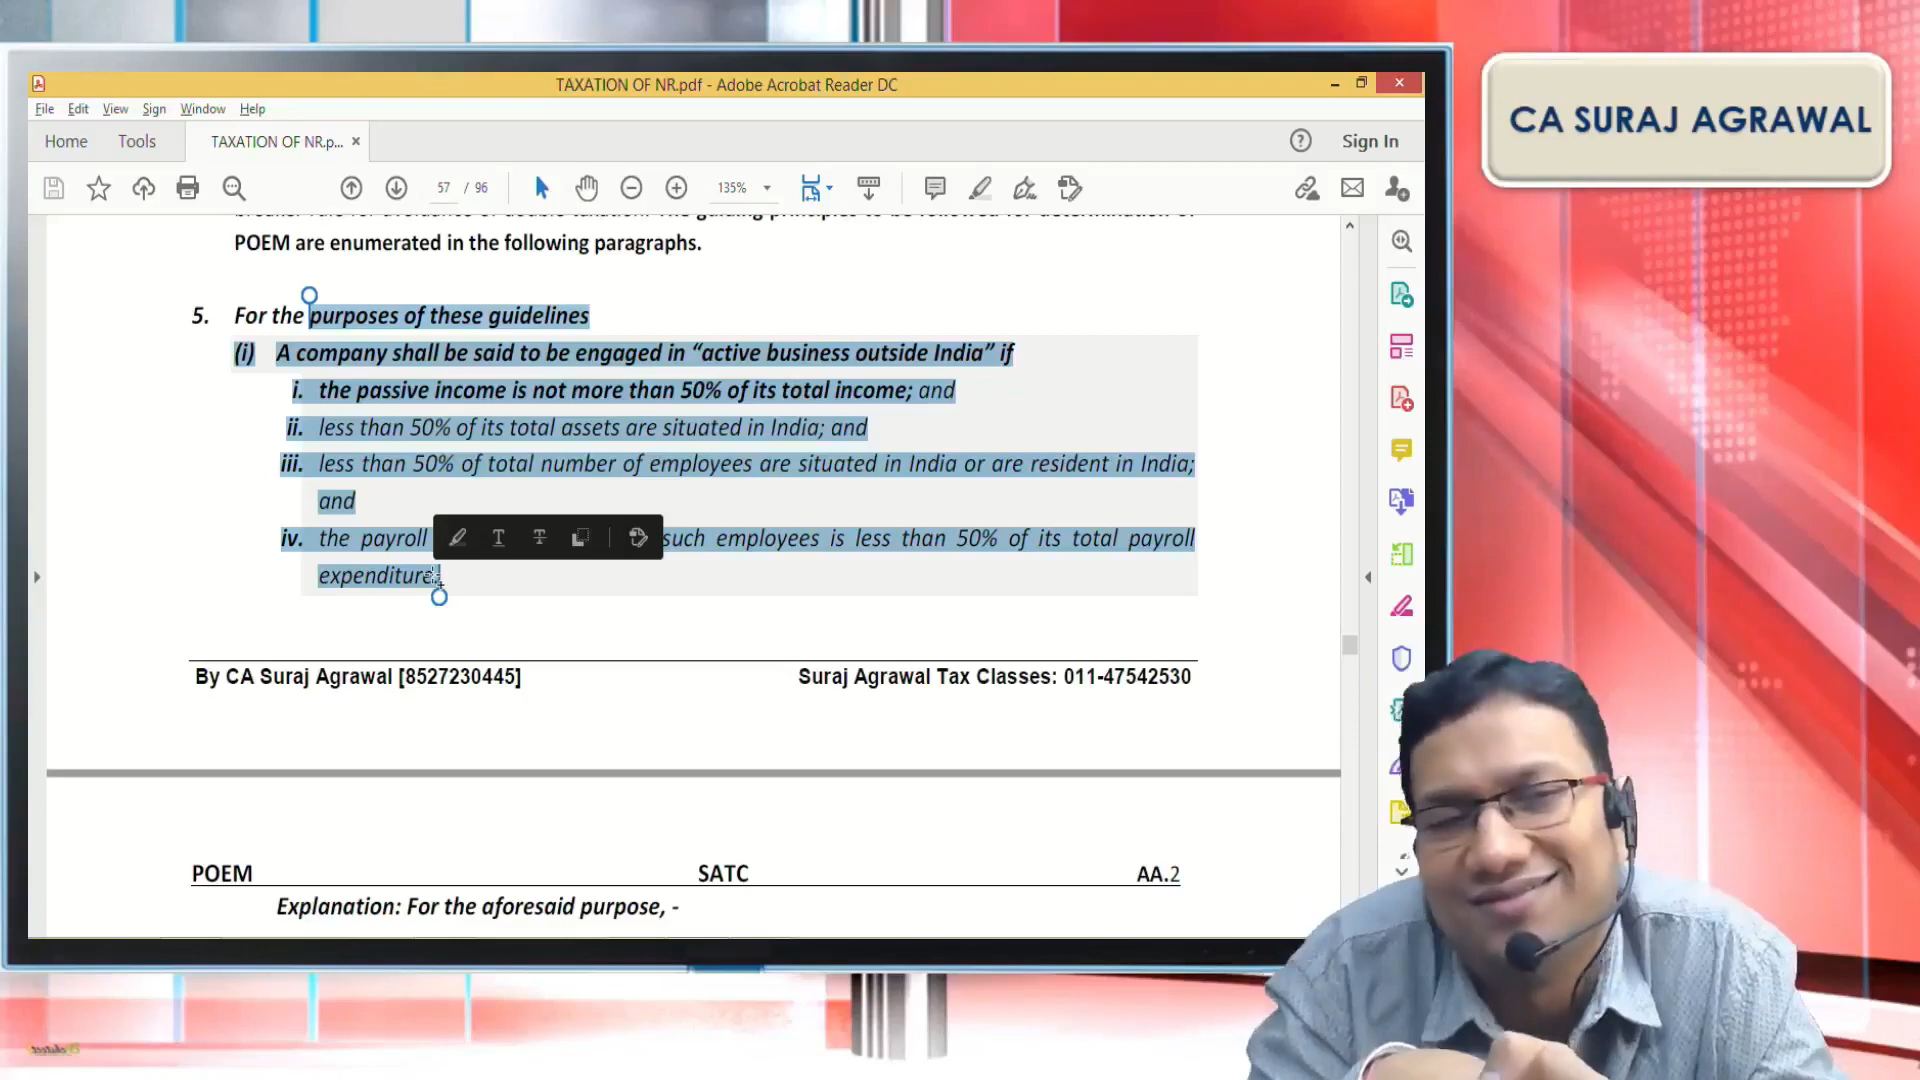 CA SURAJ AGRAWAL
TAXATION OF NR.pdf - Adobe Acrobat Reader DC
File Edit View Sign Window Help
Home Tools TAXATION OF NR.p... × Sign In
57 / 96 135%
POEM are enumerated in the following paragraphs.
5. For the purposes of these guidelines
(i) A company shall be said to be engaged in “active business outside India” if
i. the passive income is not more than 50% of its total income; and
ii. less than 50% of its total assets are situated in India; and
iii. less than 50% of total number of employees are situated in India or are resident in India;
and
iv. the payroll such employees is less than 50% of its total payroll
expenditure.
By CA Suraj Agrawal [8527230445] Suraj Agrawal Tax Classes: 011-47542530
POEM SATC AA.2
Explanation: For the aforesaid purpose, -